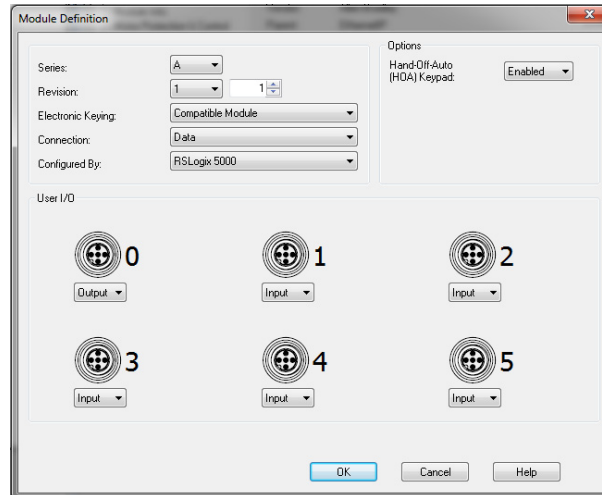 Module Definition
Series:
A
Revision:
1
1
Electronic Keying:
Compatible Module
Connection:
Data
Configured By:
RSLogix 5000
Options
Hand-Off-Auto
(HOA) Keypad:
Enabled
User I/O
0
1
2
Output
Input
Input
3
4
5
Input
Input
Input
OK
Cancel
Help